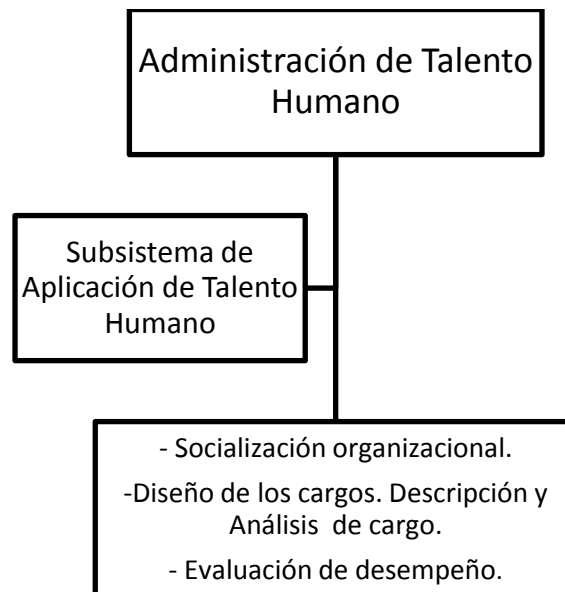 Administración de Talento
Humano
Subsistema de
Aplicación de Talento
Humano
- Socialización organizacional.
-Diseño de los cargos. Descripción y
Análisis de cargo.
- Evaluación de desempeño.